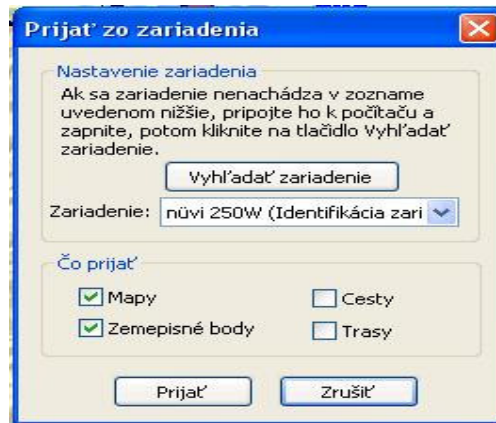 Prijať zo zariadenia
Nastavenie zariadenia
Ak sa zariadenie nenachádza v zozname
uvedenom nižšie, pripojte ho k počítaču a
zapnite, potom kliknite na tlačidlo Vyhľadať
zariadenie.
Vyhľadať zariadenie
Zariadenie: nüvi 250W (Identifikácia zari
Čo prijať
Mapy Cesty
Zemepisné body Trasy
Prijať Zrušiť